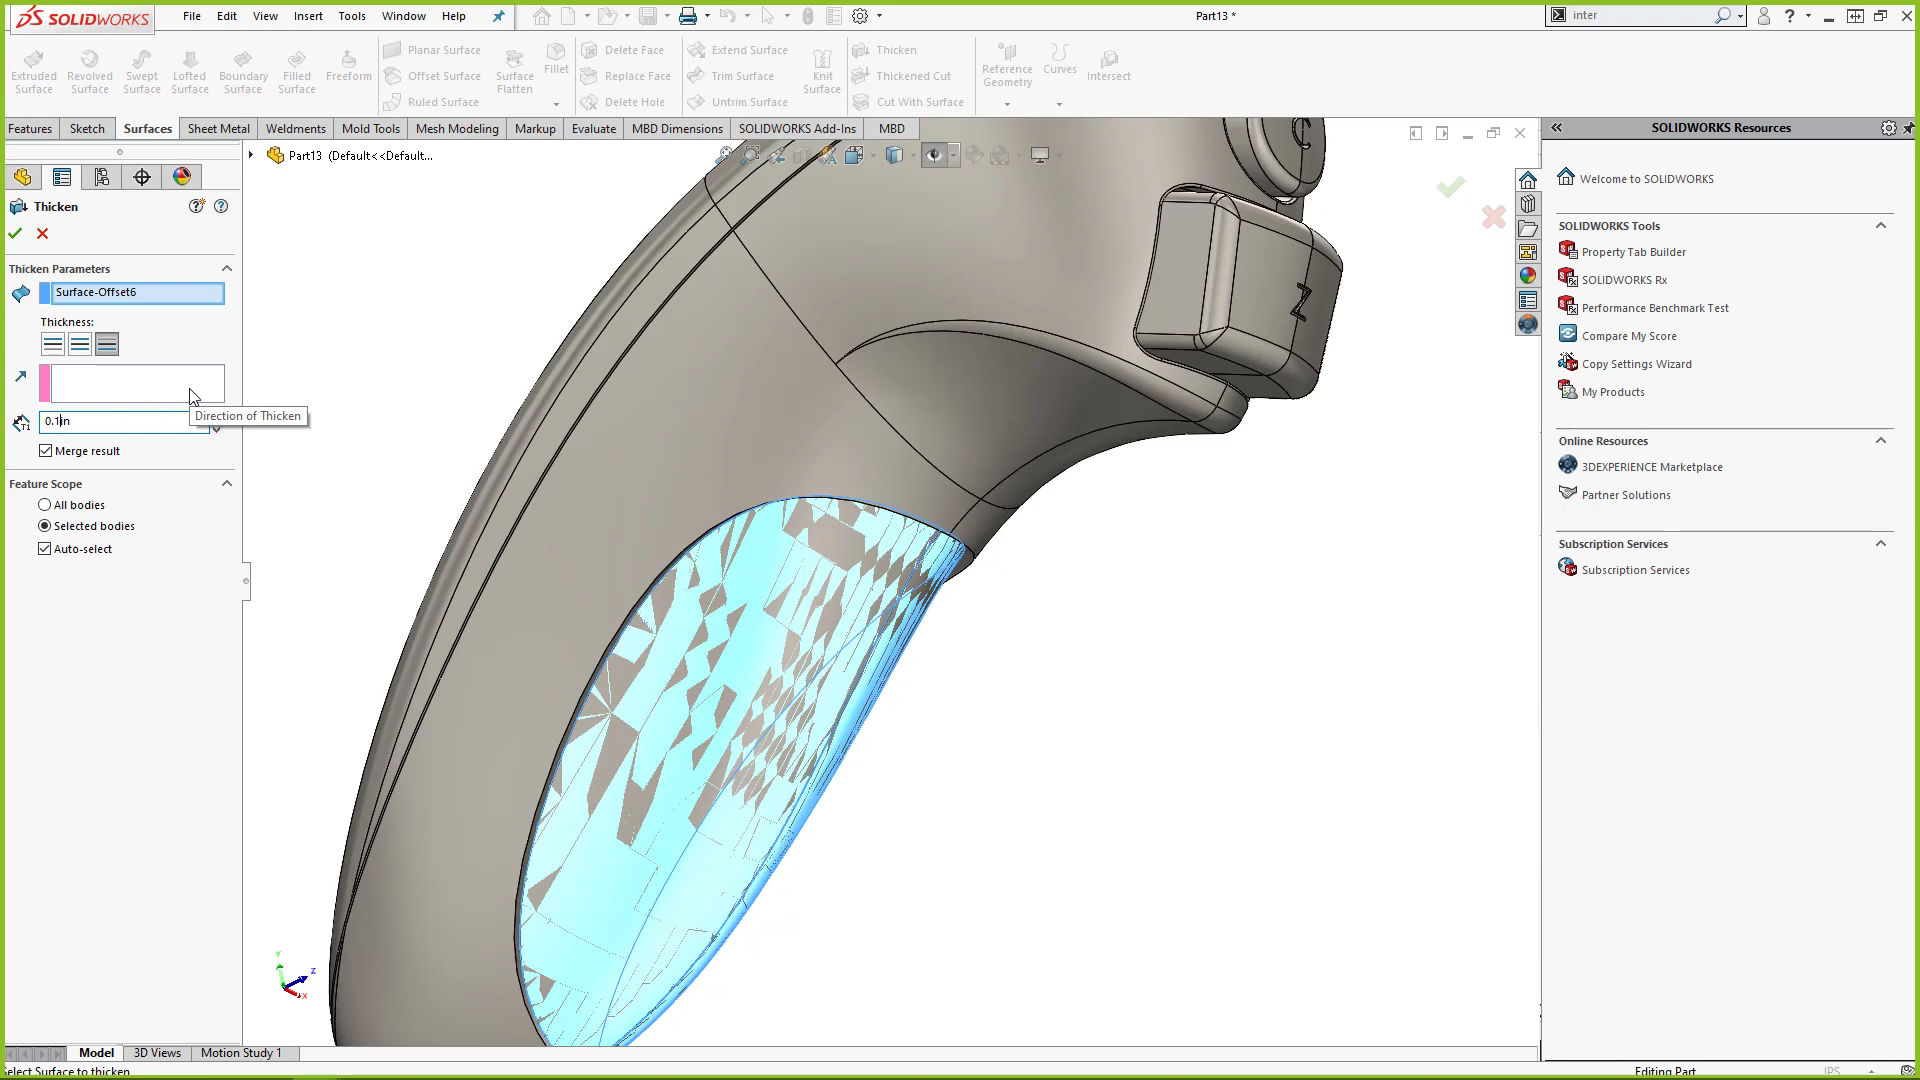 SOLIDWORKS
File Edit View Insert Tools Window Help
Part13 *
inter
Extruded Surface
Revolved Surface
Swept Surface
Lofted Surface
Boundary Surface
Filled Surface
Freeform
Planar Surface
Offset Surface
Ruled Surface
Surface Flatten
Fillet
Delete Face
Replace Face
Delete Hole
Extend Surface
Trim Surface
Untrim Surface
Knit Surface
Thicken
Thickened Cut
Cut With Surface
Reference Geometry
Curves
Intersect
Features Sketch Surfaces Sheet Metal Weldments Mold Tools Mesh Modeling Markup Evaluate MBD Dimensions SOLIDWORKS Add-Ins MBD
Part13 (Default<<Default...
Thicken
Thicken Parameters
Surface-Offset6
Thickness:
Direction of Thicken
0.1in
Merge result
Feature Scope
All bodies
Selected bodies
Auto-select
C
Z
Y
Z
X
SOLIDWORKS Resources
Welcome to SOLIDWORKS
SOLIDWORKS Tools
Property Tab Builder
SOLIDWORKS Rx
Performance Benchmark Test
Compare My Score
Copy Settings Wizard
My Products
Online Resources
3DEXPERIENCE Marketplace
Partner Solutions
Subscription Services
Subscription Services
Model 3D Views Motion Study 1
Select Surface to thicken
Editing Part
IPS